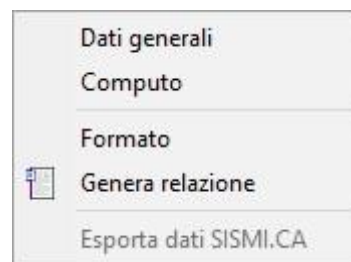 Dati generali
Computo
Formato
Genera relazione
Esporta dati SISMI.CA